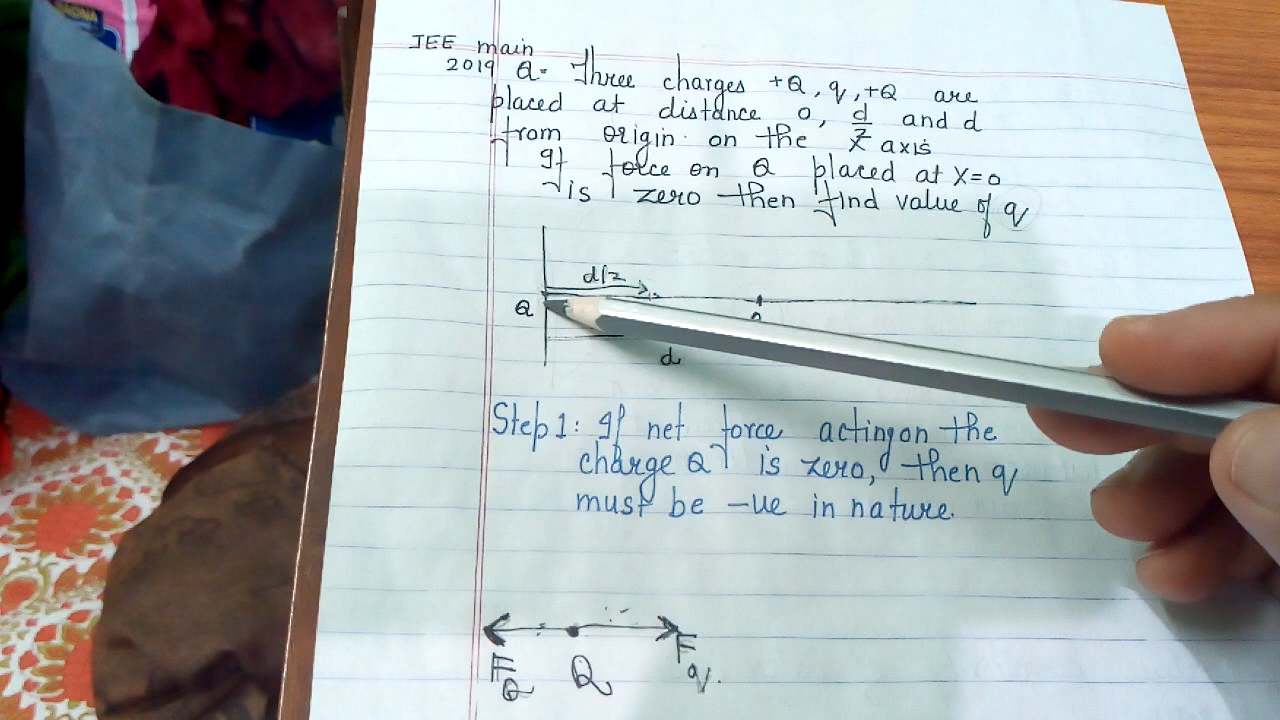 JEE main
2019 Q. Three charges +Q, q, +Q are
placed at distance 0, d/2 and d
from origin on the X axis
If force on Q placed at X=0
is zero then find value of q
d/2
Q
d
Step 1: If net force acting on the
charge Q is zero, then q
must be -ve in nature.
F_Q Q F_q.